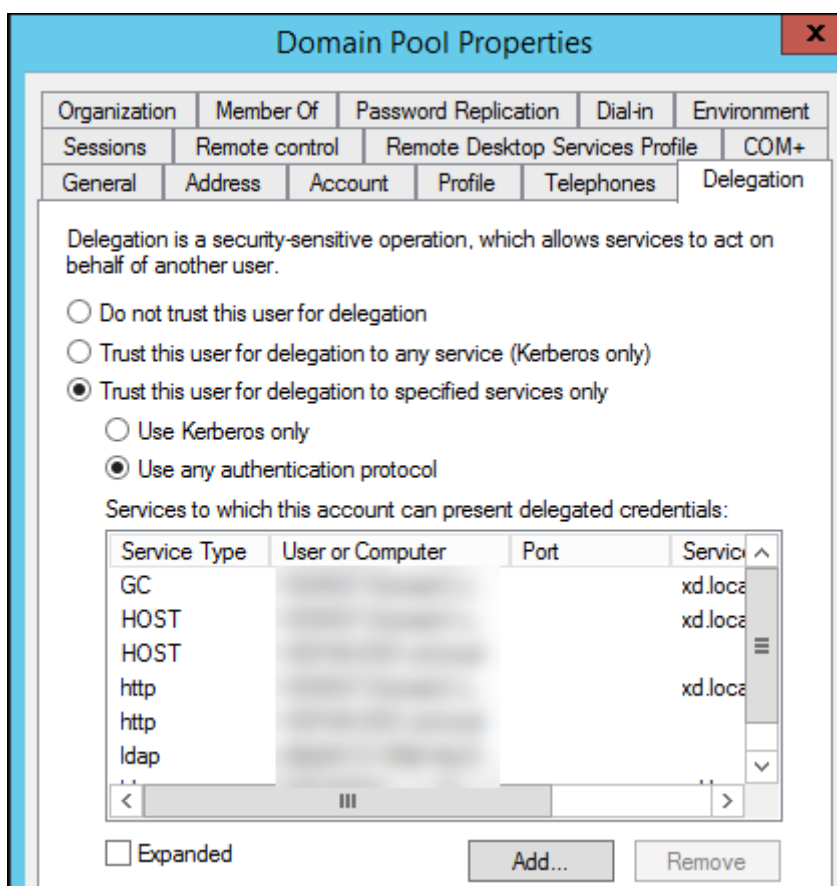 Domain Pool Properties
x
Organization Member Of Password Replication Dial-in Environment
Sessions Remote control Remote Desktop Services Profile COM+
General Address Account Profile Telephones Delegation
Delegation is a security-sensitive operation, which allows services to act on
behalf of another user.
Do not trust this user for delegation
Trust this user for delegation to any service (Kerberos only)
Trust this user for delegation to specified services only
Use Kerberos only
Use any authentication protocol
Services to which this account can present delegated credentials:
Service Type User or Computer Port Servic
GC xd.loca
HOST xd.loca
HOST
http xd.loca
http
ldap
Expanded Add... Remove